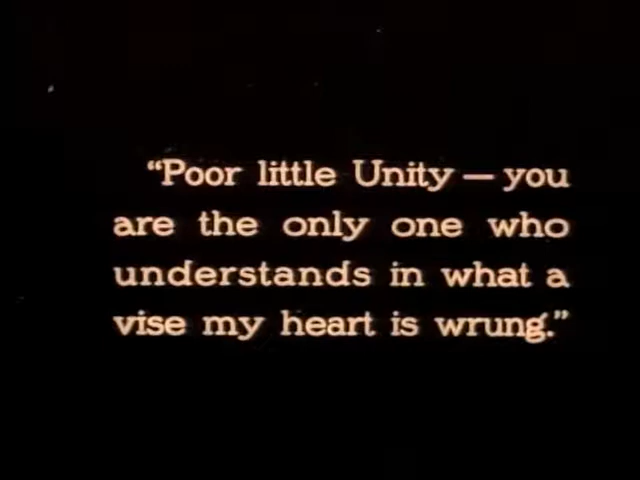 “Poor little Unity — you
are the only one who
understands in what a
vise my heart is wrung.”